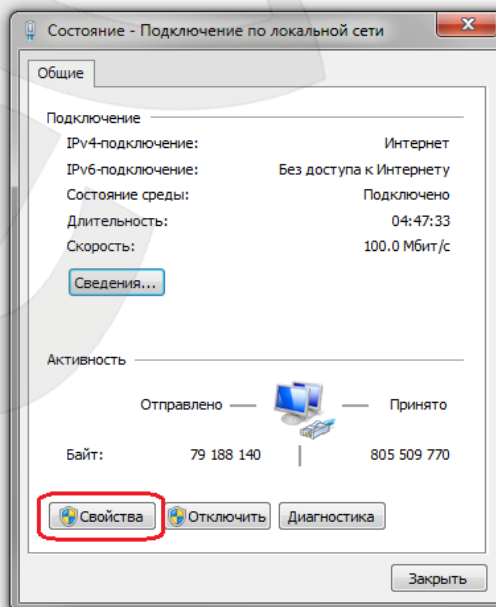 Состояние - Подключение по локальной сети
Общие
Подключение
IPv4-подключение: Интернет
IPv6-подключение: Без доступа к Интернету
Состояние среды: Подключено
Длительность: 04:47:33
Скорость: 100.0 Мбит/с
Сведения...
Активность
Отправлено — — Принято
Байт: 79 188 140 | 805 509 770
Свойства Отключить Диагностика
Закрыть